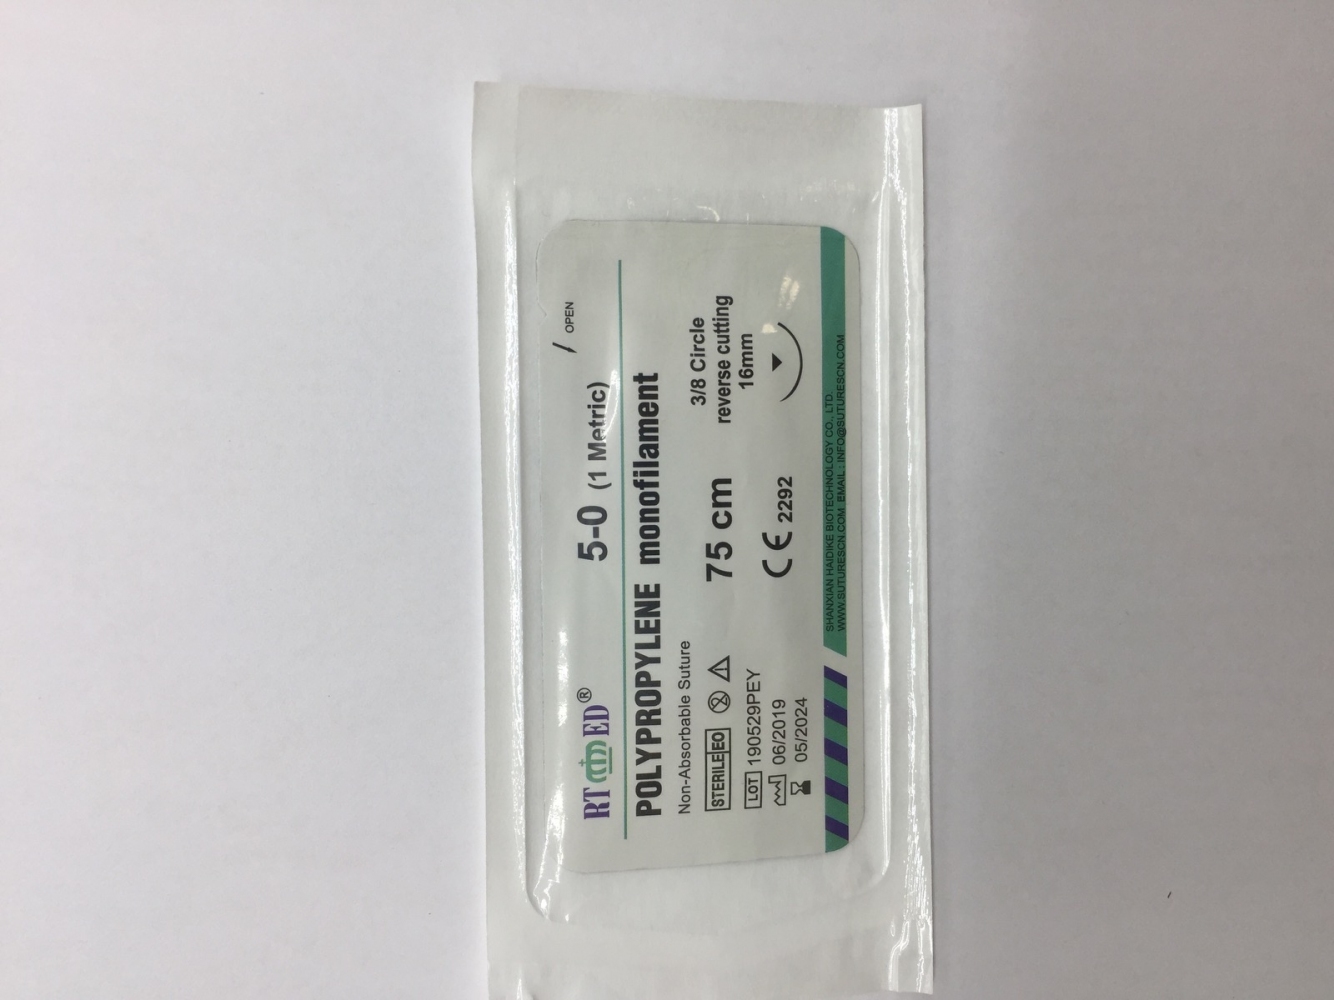 OPEN
RTMED® 5-0 (1 Metric)
POLYPROPYLENE monofilament
Non-Absorbable Suture
STERILE EO 2
75 cm
3/8 Circle
reverse cutting
16mm
LOT 190529PEY
06/2019
05/2024
CE 2292
SHANXIAN HAIDIKE BIOTECHNOLOGY CO., LTD.
WWW.SUTURESCN.COM EMAIL : INFO@SUTURESCN.COM